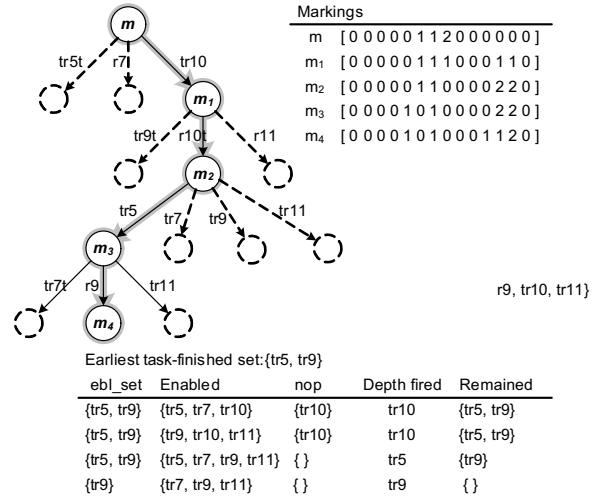 Markings
m [ 0 0 0 0 0 1 1 2 0 0 0 0 0 0 ]
m1 [ 0 0 0 0 0 1 1 1 0 0 0 1 1 0 ]
m2 [ 0 0 0 0 0 1 1 0 0 0 0 2 2 0 ]
m3 [ 0 0 0 0 1 0 1 0 0 0 0 2 2 0 ]
m4 [ 0 0 0 0 1 0 1 0 0 0 1 1 2 0 ]
m
tr5t r7 tr10
m1
tr9t r10t r11
m2
tr5 tr7 tr9 tr11
m3
tr7t r9 tr11
r9, tr10, tr11}
m4
Earliest task-finished set:{tr5, tr9}
ebl_set Enabled nop Depth fired Remained
{tr5, tr9} {tr5, tr7, tr10} {tr10} tr10 {tr5, tr9}
{tr5, tr9} {tr9, tr10, tr11} {tr10} tr10 {tr5, tr9}
{tr5, tr9} {tr5, tr7, tr9, tr11} { } tr5 {tr9}
{tr9} {tr7, tr9, tr11} { } tr9 { }